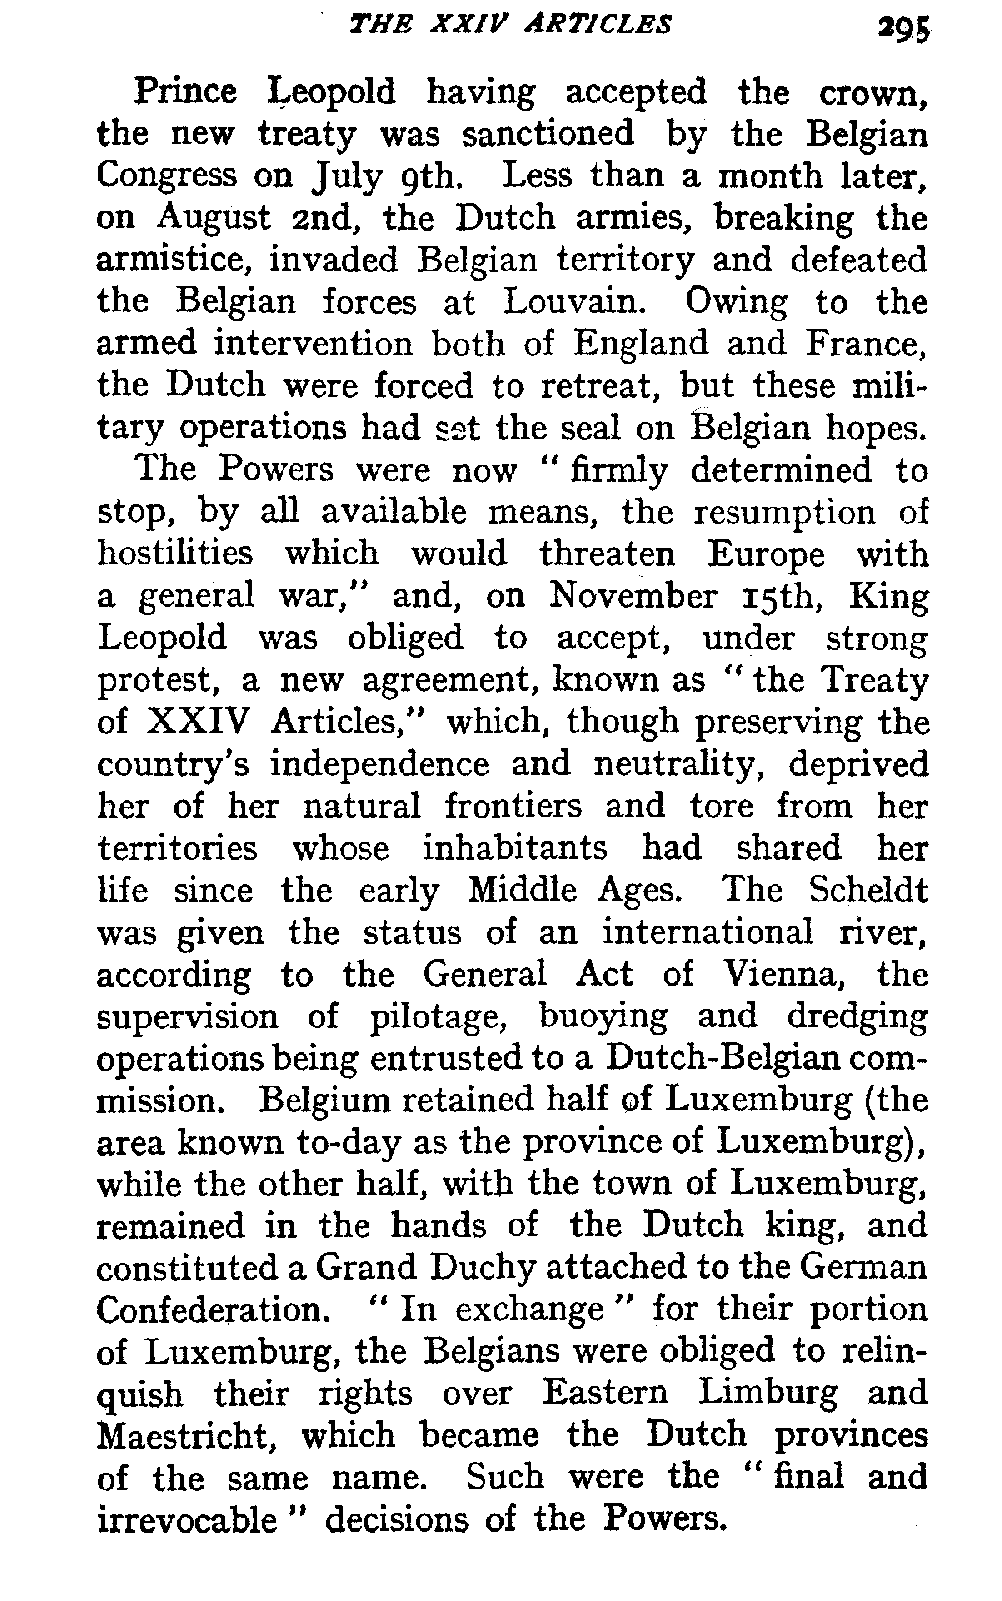 THE XXIV ARTICLES 295
Prince Leopold having accepted the crown,
the new treaty was sanctioned by the Belgian
Congress on July 9th. Less than a month later,
on August 2nd, the Dutch armies, breaking the
armistice, invaded Belgian territory and defeated
the Belgian forces at Louvain. Owing to the
armed intervention both of England and France,
the Dutch were forced to retreat, but these mili-
tary operations had set the seal on Belgian hopes.
The Powers were now " firmly determined to
stop, by all available means, the resumption of
hostilities which would threaten Europe with
a general war," and, on November 15th, King
Leopold was obliged to accept, under strong
protest, a new agreement, known as " the Treaty
of XXIV Articles," which, though preserving the
country's independence and neutrality, deprived
her of her natural frontiers and tore from her
territories whose inhabitants had shared her
life since the early Middle Ages. The Scheldt
was given the status of an international river,
according to the General Act of Vienna, the
supervision of pilotage, buoying and dredging
operations being entrusted to a Dutch-Belgian com-
mission. Belgium retained half of Luxemburg (the
area known to-day as the province of Luxemburg),
while the other half, with the town of Luxemburg,
remained in the hands of the Dutch king, and
constituted a Grand Duchy attached to the German
Confederation. " In exchange " for their portion
of Luxemburg, the Belgians were obliged to relin-
quish their rights over Eastern Limburg and
Maestricht, which became the Dutch provinces
of the same name. Such were the " final and
irrevocable " decisions of the Powers.